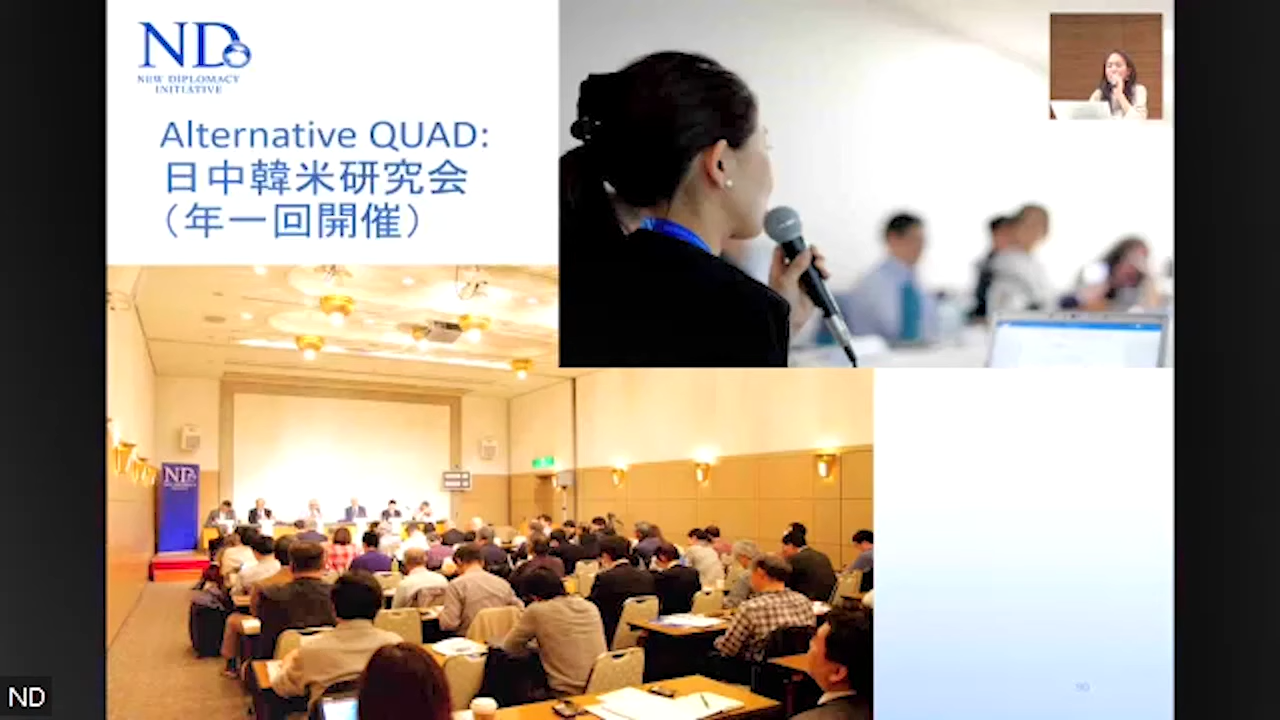 ND
NEW DIPLOMACY
INITIATIVE
Alternative QUAD:
日中韓米研究会
（年一回開催）
ND
ND